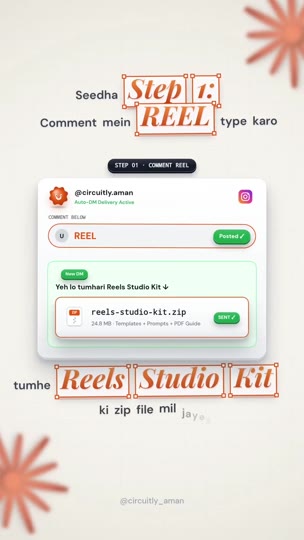 Seedha Step 1:
Comment mein REEL type karo
STEP 01 · COMMENT REEL
@circuitly.aman
Auto-DM Delivery Active
COMMENT BELOW
U REEL Posted ✓
New DM
Yeh lo tumhari Reels Studio Kit ↓
ZIP
reels-studio-kit.zip
24.8 MB · Templates + Prompts + PDF Guide
SENT ✓
tumhe Reels Studio Kit
ki zip file mil jayeg
@circuitly_aman